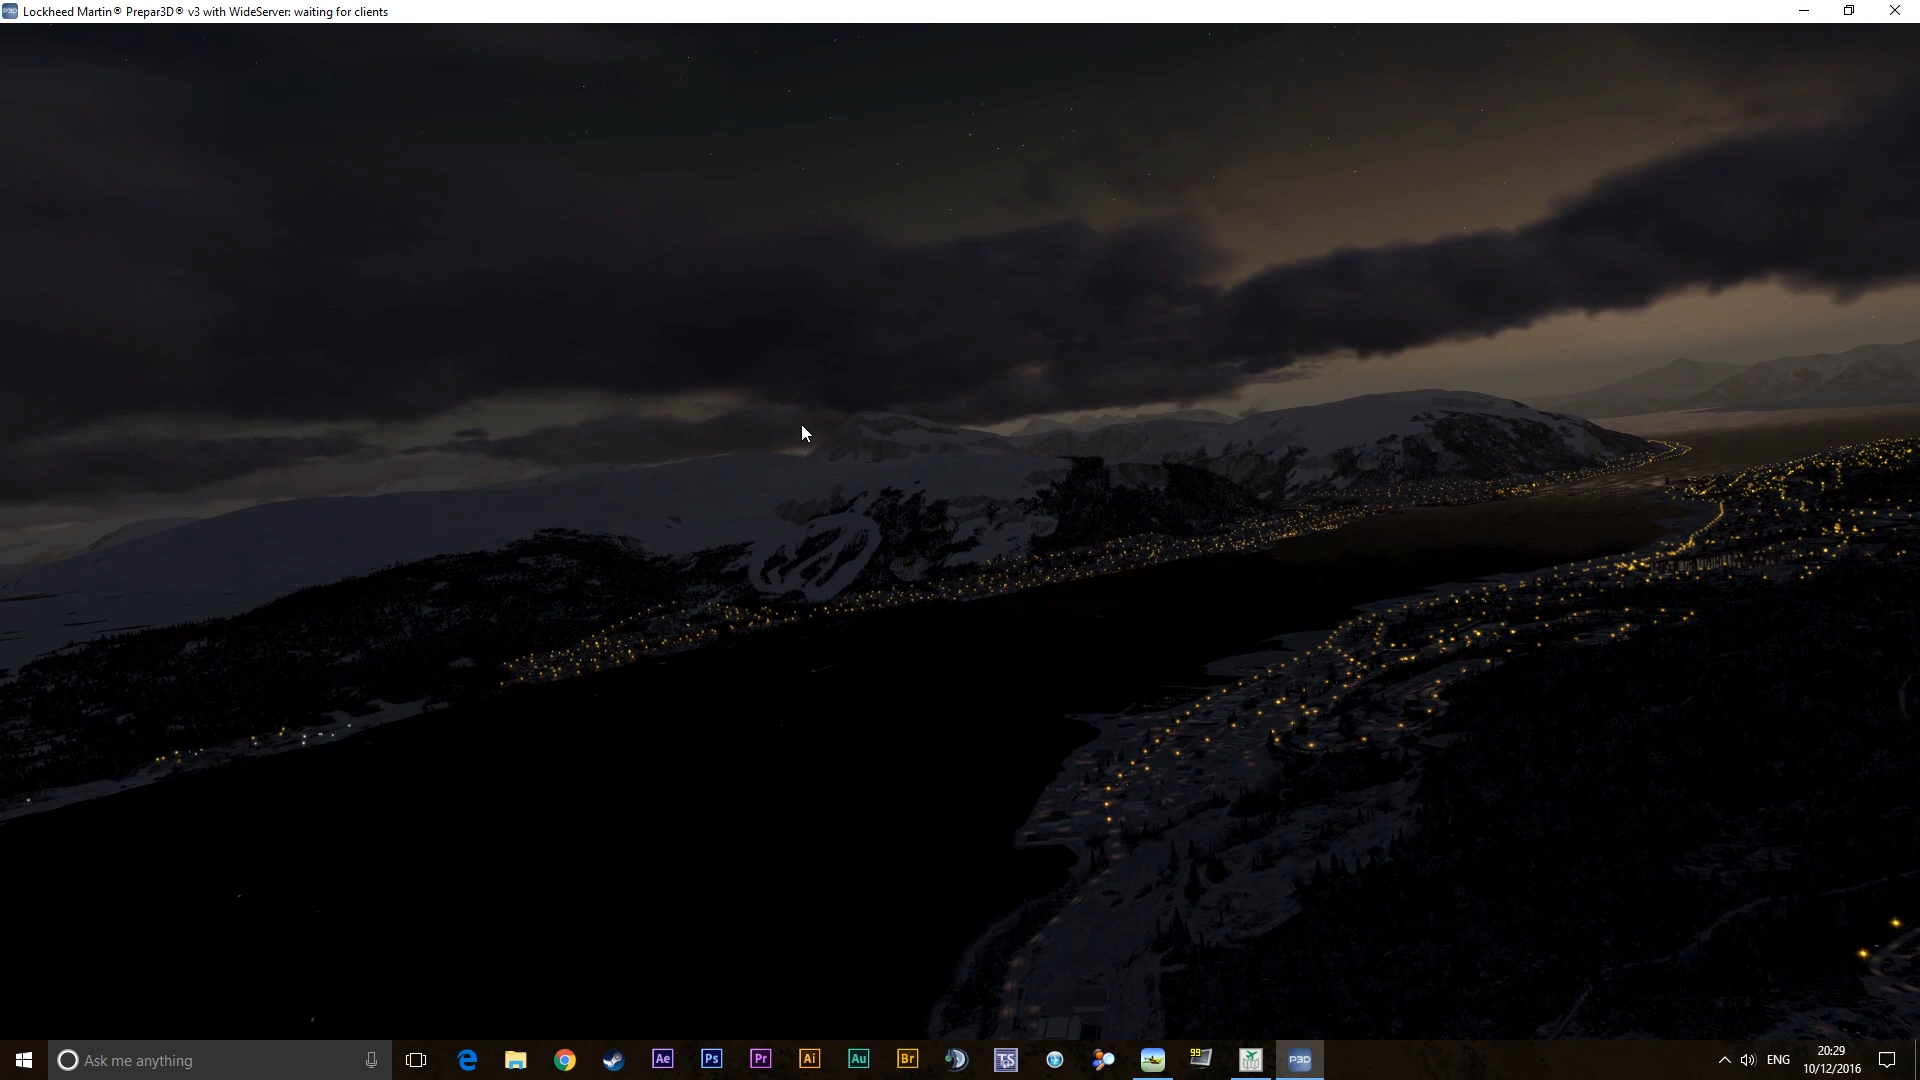 Lockheed Martin® Prepar3D® v3 with WideServer: waiting for clients
Ask me anything
Ae
Ps
Pr
Ai
Au
Br
TS
99
P3D
ENG
20:29
10/12/2016